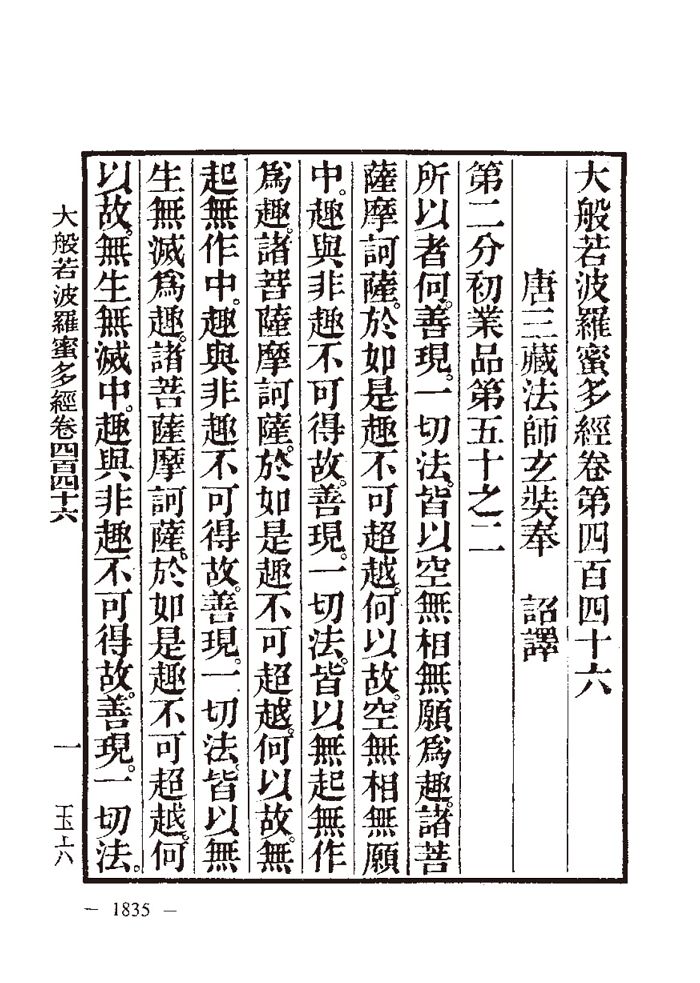 大般若波羅蜜多經卷第四百四十六
唐三藏法師玄奘奉　詔譯
第二分初業品第五十之二
所以者何。善現。一切法。皆以空無相無願爲趣。諸菩
薩摩訶薩。於如是趣不可超越。何以故。空無相無願
中。趣與非趣不可得故。善現。一切法。皆以無起無作
爲趣。諸菩薩摩訶薩。於如是趣不可超越。何以故。無
起無作中。趣與非趣不可得故。善現。一切法。皆以無
生無滅爲趣。諸菩薩摩訶薩。於如是趣不可超越。何
以故。無生無滅中。趣與非趣不可得故。善現。一切法。
大般若波羅蜜多經卷四百四十六　一　玉六
— 1835 —